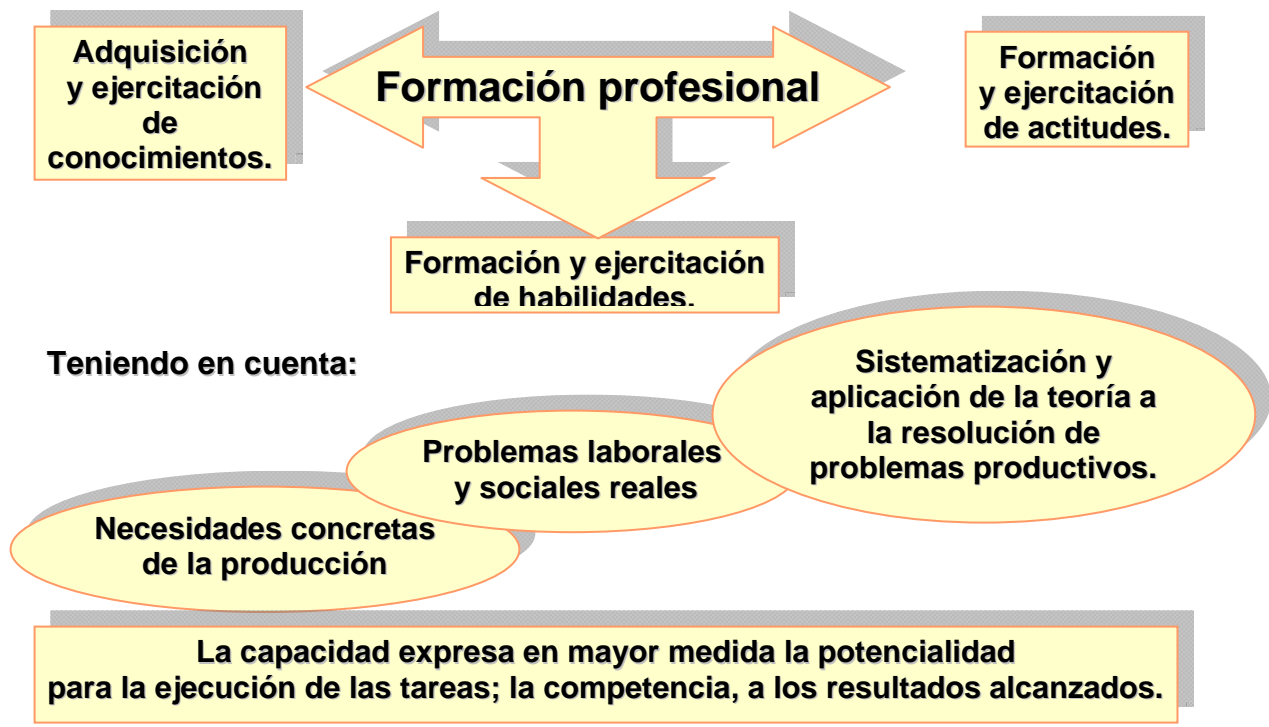 Adquisición
y ejercitación
de
conocimientos.
Formación profesional
Formación
y ejercitación
de actitudes.
Formación y ejercitación
de habilidades.
Teniendo en cuenta:
Sistematización y
aplicación de la teoría a
la resolución de
problemas productivos.
Problemas laborales
y sociales reales
Necesidades concretas
de la producción
La capacidad expresa en mayor medida la potencialidad
para la ejecución de las tareas; la competencia, a los resultados alcanzados.